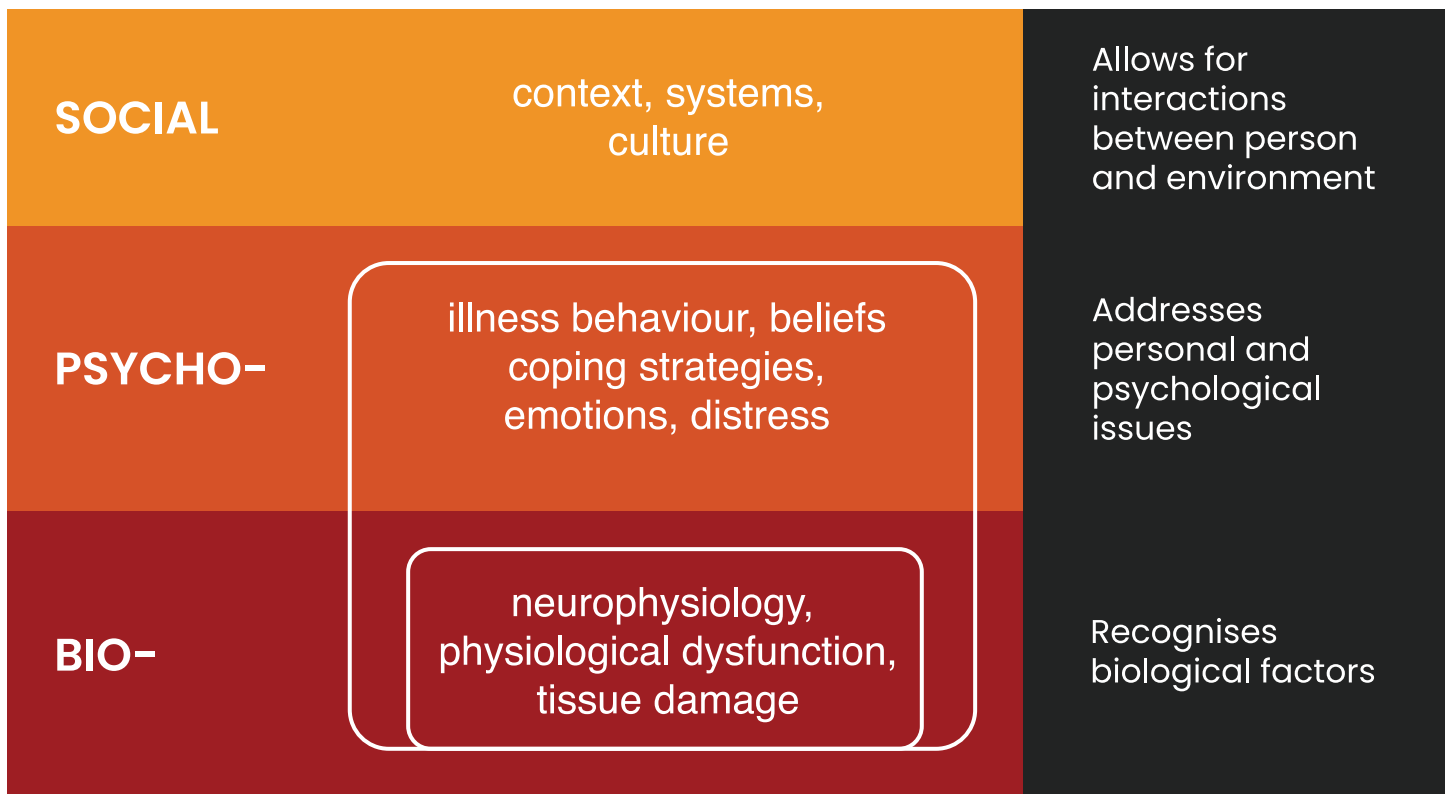 SOCIAL
context, systems,
culture
Allows for
interactions
between person
and environment
PSYCHO-
illness behaviour, beliefs
coping strategies,
emotions, distress
Addresses
personal and
psychological
issues
BIO-
neurophysiology,
physiological dysfunction,
tissue damage
Recognises
biological factors